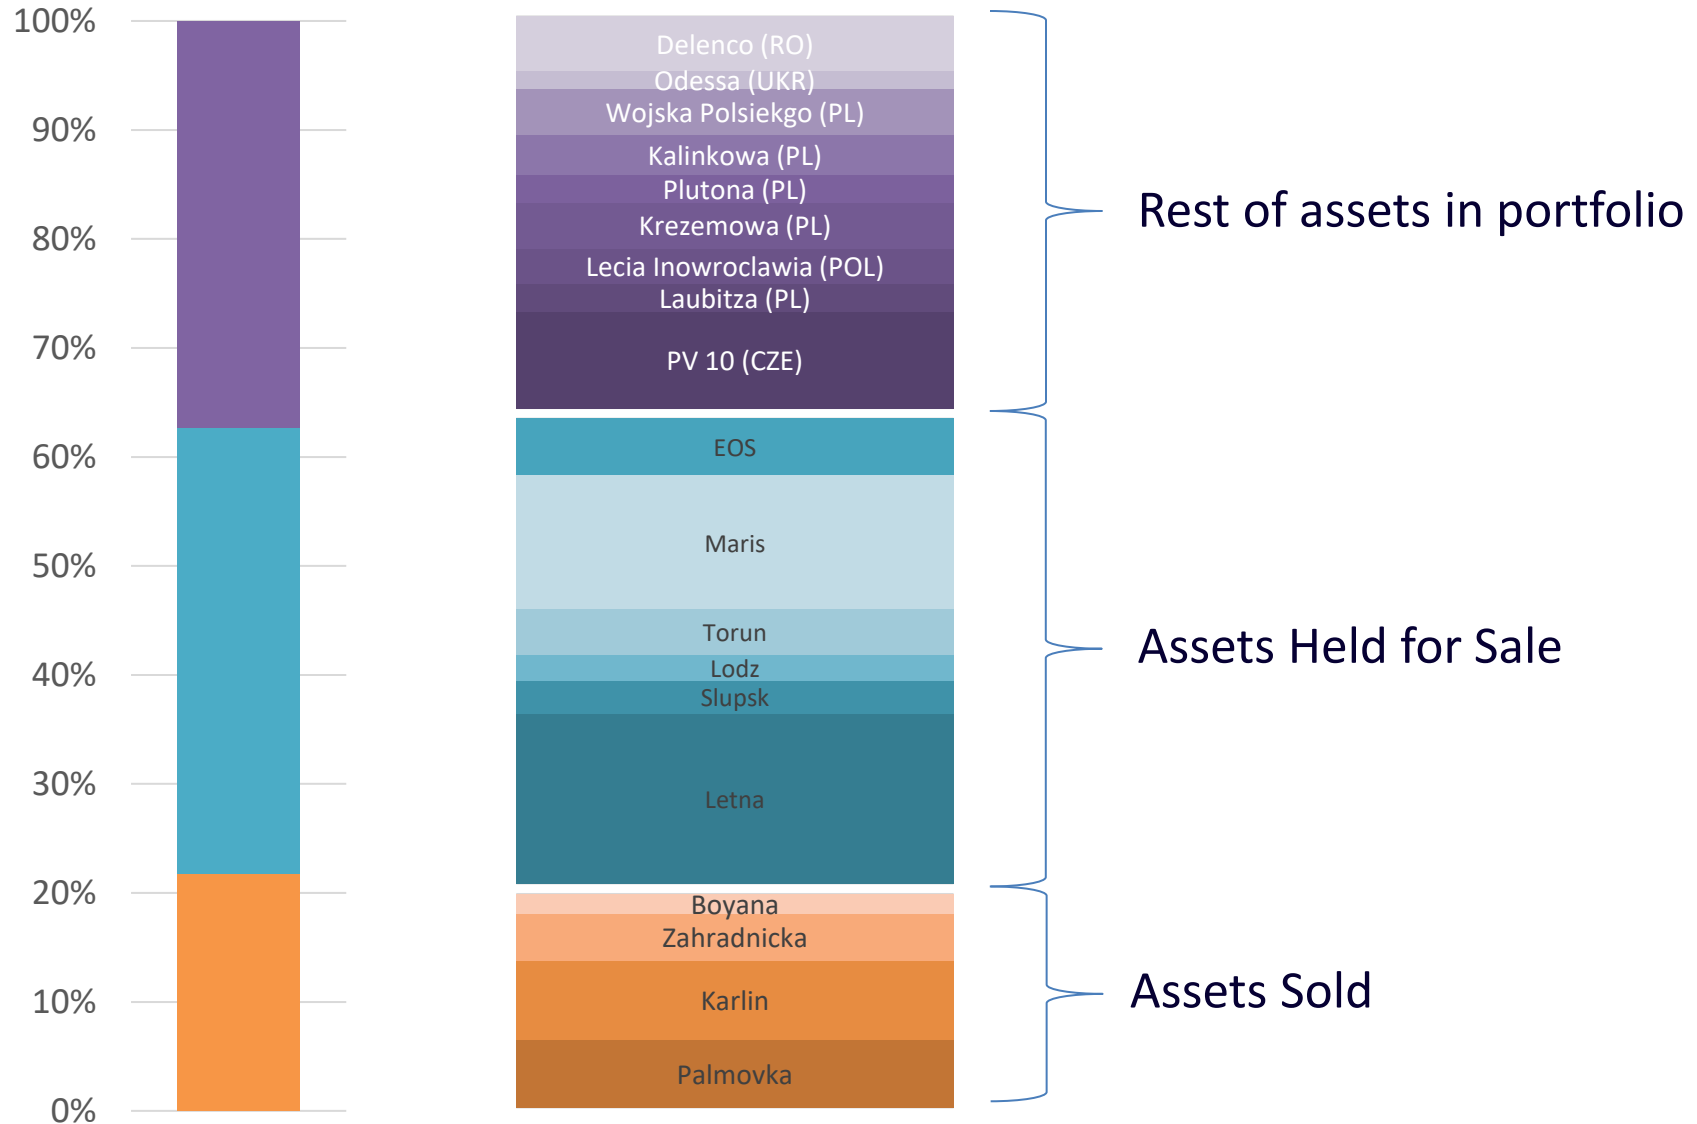 100%
90%
80%
70%
60%
50%
40%
30%
20%
10%
0%
Delenco (RO)
Odessa (UKR)
Wojska Polsiekgo (PL)
Kalinkowa (PL)
Plutona (PL)
Krezemowa (PL)
Lecia Inowroclawia (POL)
Laubitza (PL)
PV 10 (CZE)
EOS
Maris
Torun
Lodz
Slupsk
Letna
Boyana
Zahradnicka
Karlin
Palmovka
Rest of assets in portfolio
Assets Held for Sale
Assets Sold